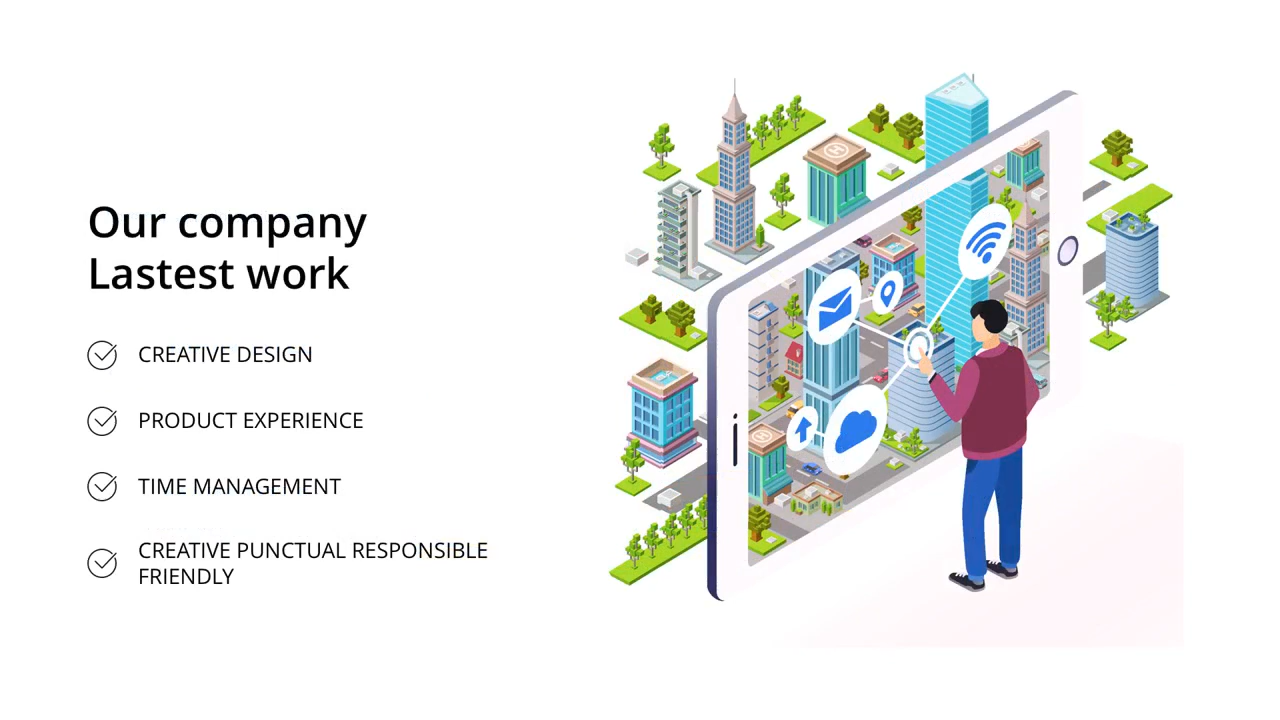 Our company
Lastest work
CREATIVE DESIGN
PRODUCT EXPERIENCE
TIME MANAGEMENT
CREATIVE PUNCTUAL RESPONSIBLE
FRIENDLY
H
H